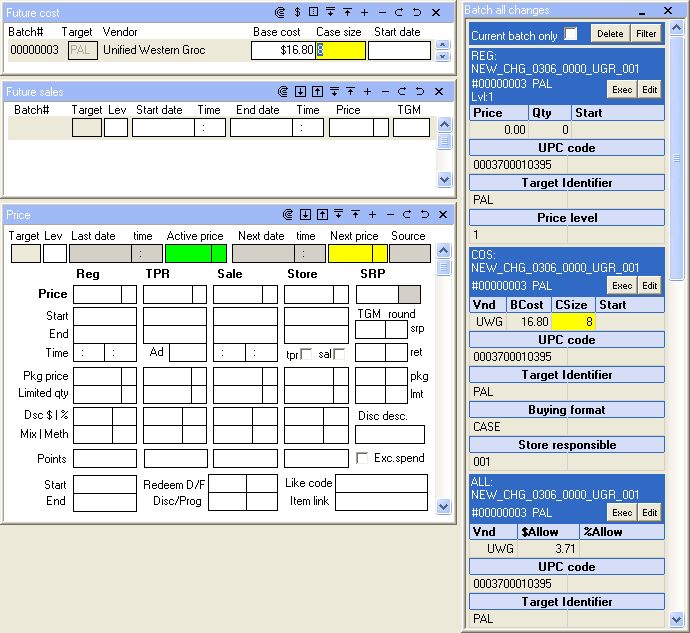 Future cost
Batch# Target Vendor Base cost Case size Start date
00000003 PAL Unified Western Groc $16.80 8
Future sales
Batch# Target Lev Start date Time End date Time Price TGM
: :
Price
Target Lev Last date time Active price Next date time Next price Source
: :
Reg TPR Sale Store SRP
Price
Start TGM round
End srp
Time : : Ad : : tpr sal ret
Pkg price pkg
Limited qty lmt
Dsc $ | % Disc desc.
Mix | Meth
Points Exc.spend
Start Redeem D/F Like code
End Disc/Prog Item link
Batch all changes
Current batch only Delete Filter
REG:
NEW_CHG_0306_0000_UGR_001
#00000003 PAL
Lvl:1 Exec Edit
Price Qty Start
0.00 0
UPC code
0003700010395
Target Identifier
PAL
Price level
1
COS:
NEW_CHG_0306_0000_UGR_001
#00000003 PAL Exec Edit
Vnd BCost CSize Start
UWG 16.80 8
UPC code
0003700010395
Target Identifier
PAL
Buying format
CASE
Store responsible
001
ALL:
NEW_CHG_0306_0000_UGR_001
#00000003 PAL Exec Edit
Vnd $Allow %Allow
UWG 3.71
UPC code
0003700010395
Target Identifier
PAL